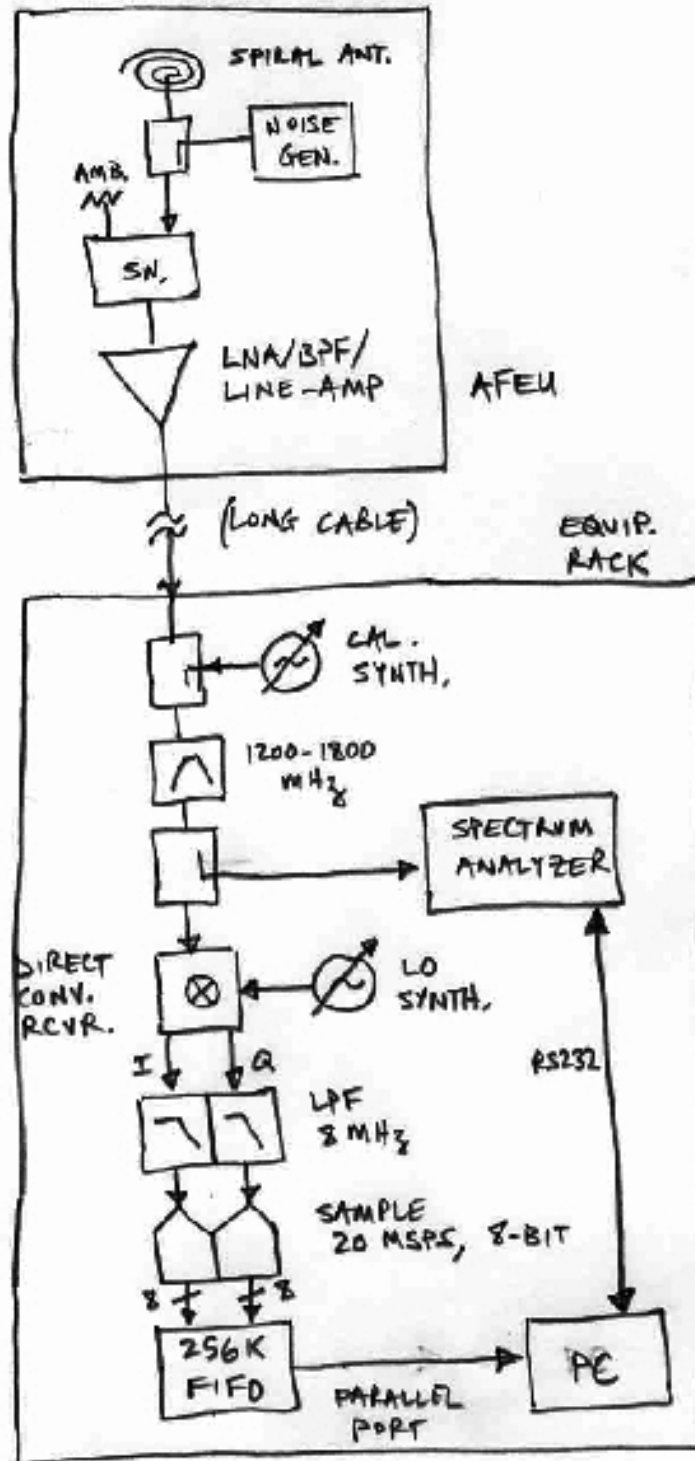 SPIRAL ANT.
NOISE
GEN.
AMB.
SW.
LNA/BPF/
LINE-AMP
AFEU
(LONG CABLE)
EQUIP.
RACK
CAL.
SYNTH.
1200-1800
MHz
SPECTRUM
ANALYZER
DIRECT
CONV.
RCVR.
LO
SYNTH.
I
Q
RS232
LPF
8 MHz
SAMPLE
20 MSPS, 8-BIT
8
8
256K
FIFO
PARALLEL
PORT
PC